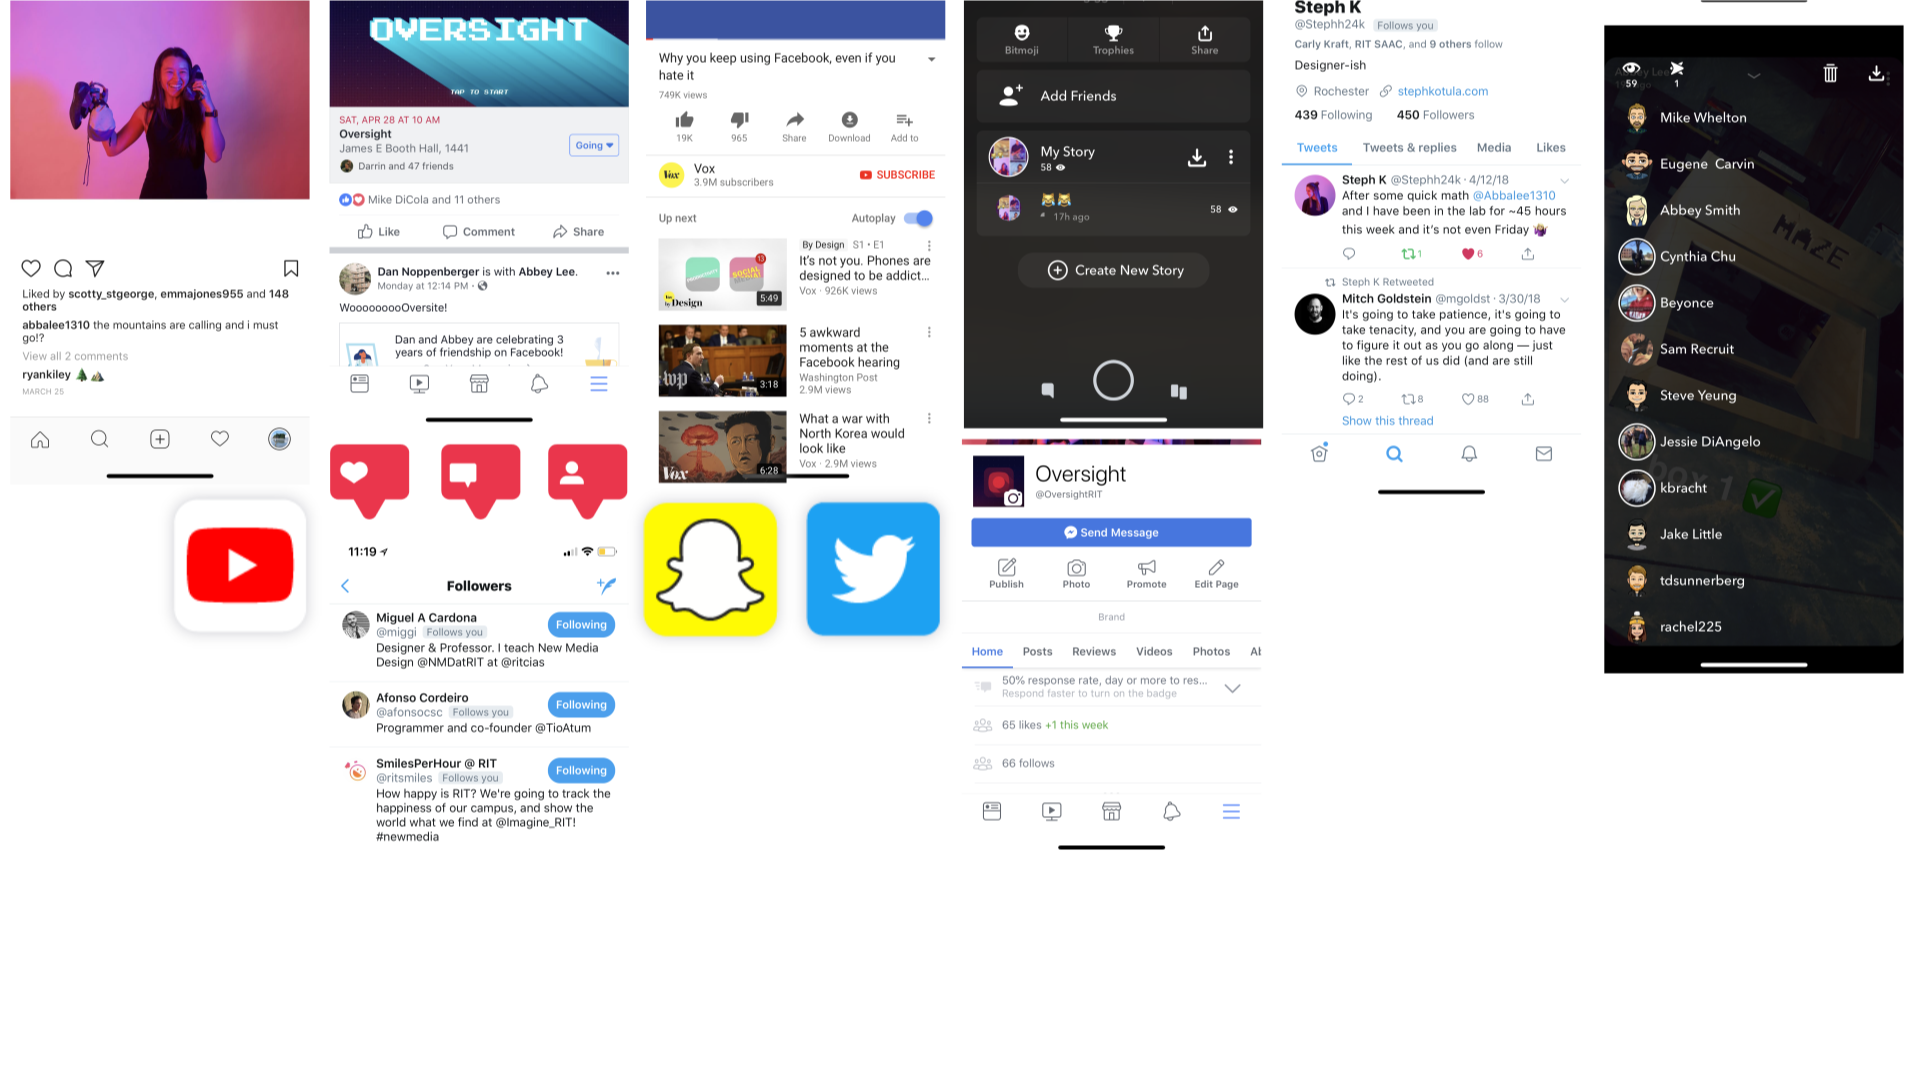 Liked by scotty_stgeorge, emmajones955 and 148
others
abbalee1310 the mountains are calling and i must
go!?
View all 2 comments
ryankiley
MARCH 25
OVERSIGHT
TAP TO START
SAT, APR 28 AT 10 AM
Oversight
James E Booth Hall, 1441
Going
Darrin and 47 friends
Mike DiCola and 11 others
Like
Comment
Share
Dan Noppenberger is with Abbey Lee.
Monday at 12:14 PM
WooooooooOversite!
Dan and Abbey are celebrating 3
years of friendship on Facebook!
11:19
Followers
Miguel A Cardona
@miggi Follows you
Following
Designer & Professor. I teach New Media
Design @NMDatRIT at @ritcias
Afonso Cordeiro
@afonsocsc Follows you
Following
Programmer and co-founder @TioAtum
SmilesPerHour @ RIT
@ritsmiles Follows you
Following
How happy is RIT? We're going to track the
happiness of our campus, and show the
world what we find at @Imagine_RIT!
#newmedia
Why you keep using Facebook, even if you
hate it
749K views
19K
965
Share
Download
Add to
Vox
3.9M subscribers
SUBSCRIBE
Up next
Autoplay
by Design
13
5:49
By Design S1 • E1
It's not you. Phones are
designed to be addict...
Vox · 926K views
wp
3:18
5 awkward
moments at the
Facebook hearing
Washington Post
2.9M views
Vox
6:28
What a war with
North Korea would
look like
Vox · 2.9M views
Bitmoji
Trophies
Share
Add Friends
My Story
58
17h ago
58
Create New Story
Oversight
@OversightRIT
Send Message
Publish
Photo
Promote
Edit Page
Brand
Home
Posts
Reviews
Videos
Photos
50% response rate, day or more to res...
Respond faster to turn on the badge
65 likes +1 this week
66 follows
Steph K
@Stephh24k Follows you
Carly Kraft, RIT SAAC, and 9 others follow
Designer-ish
Rochester stephkotula.com
439 Following 450 Followers
Tweets
Tweets & replies
Media
Likes
Steph K @Stephh24k · 4/12/18
After some quick math @Abbalee1310
and I have been in the lab for ~45 hours
this week and it's not even Friday
1
6
Steph K Retweeted
Mitch Goldstein @mgoldst · 3/30/18
It's going to take patience, it's going to
take tenacity, and you are going to have
to figure it out as you go along — just
like the rest of us did (and are still
doing).
2
8
88
Show this thread
59
1
MAZE
Mike Whelton
Eugene Carvin
Abbey Smith
Cynthia Chu
Beyonce
Sam Recruit
Steve Yeung
Jessie DiAngelo
kbracht
Jake Little
tdsunnerberg
rachel225